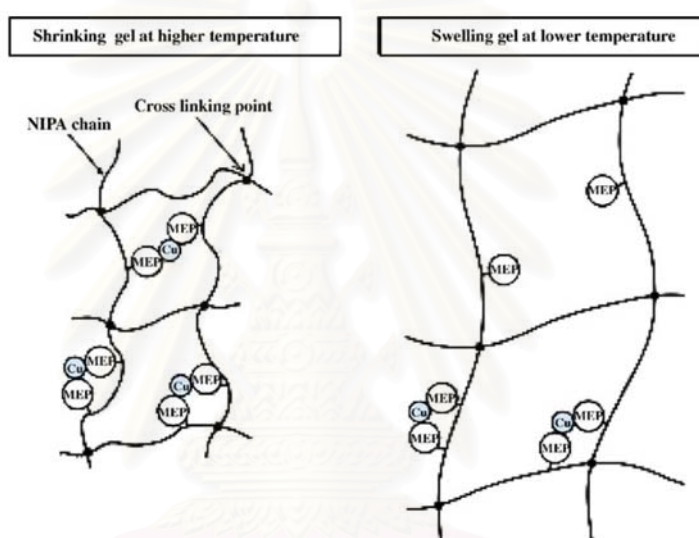 Shrinking gel at higher temperature
Swelling gel at lower temperature
Cross linking point
NIPA chain
MEP
MEP
Cu
MEP
MEP
Cu
MEP
MEP
Cu
MEP
MEP
MEP
Cu
MEP
MEP
Cu
MEP
MEP